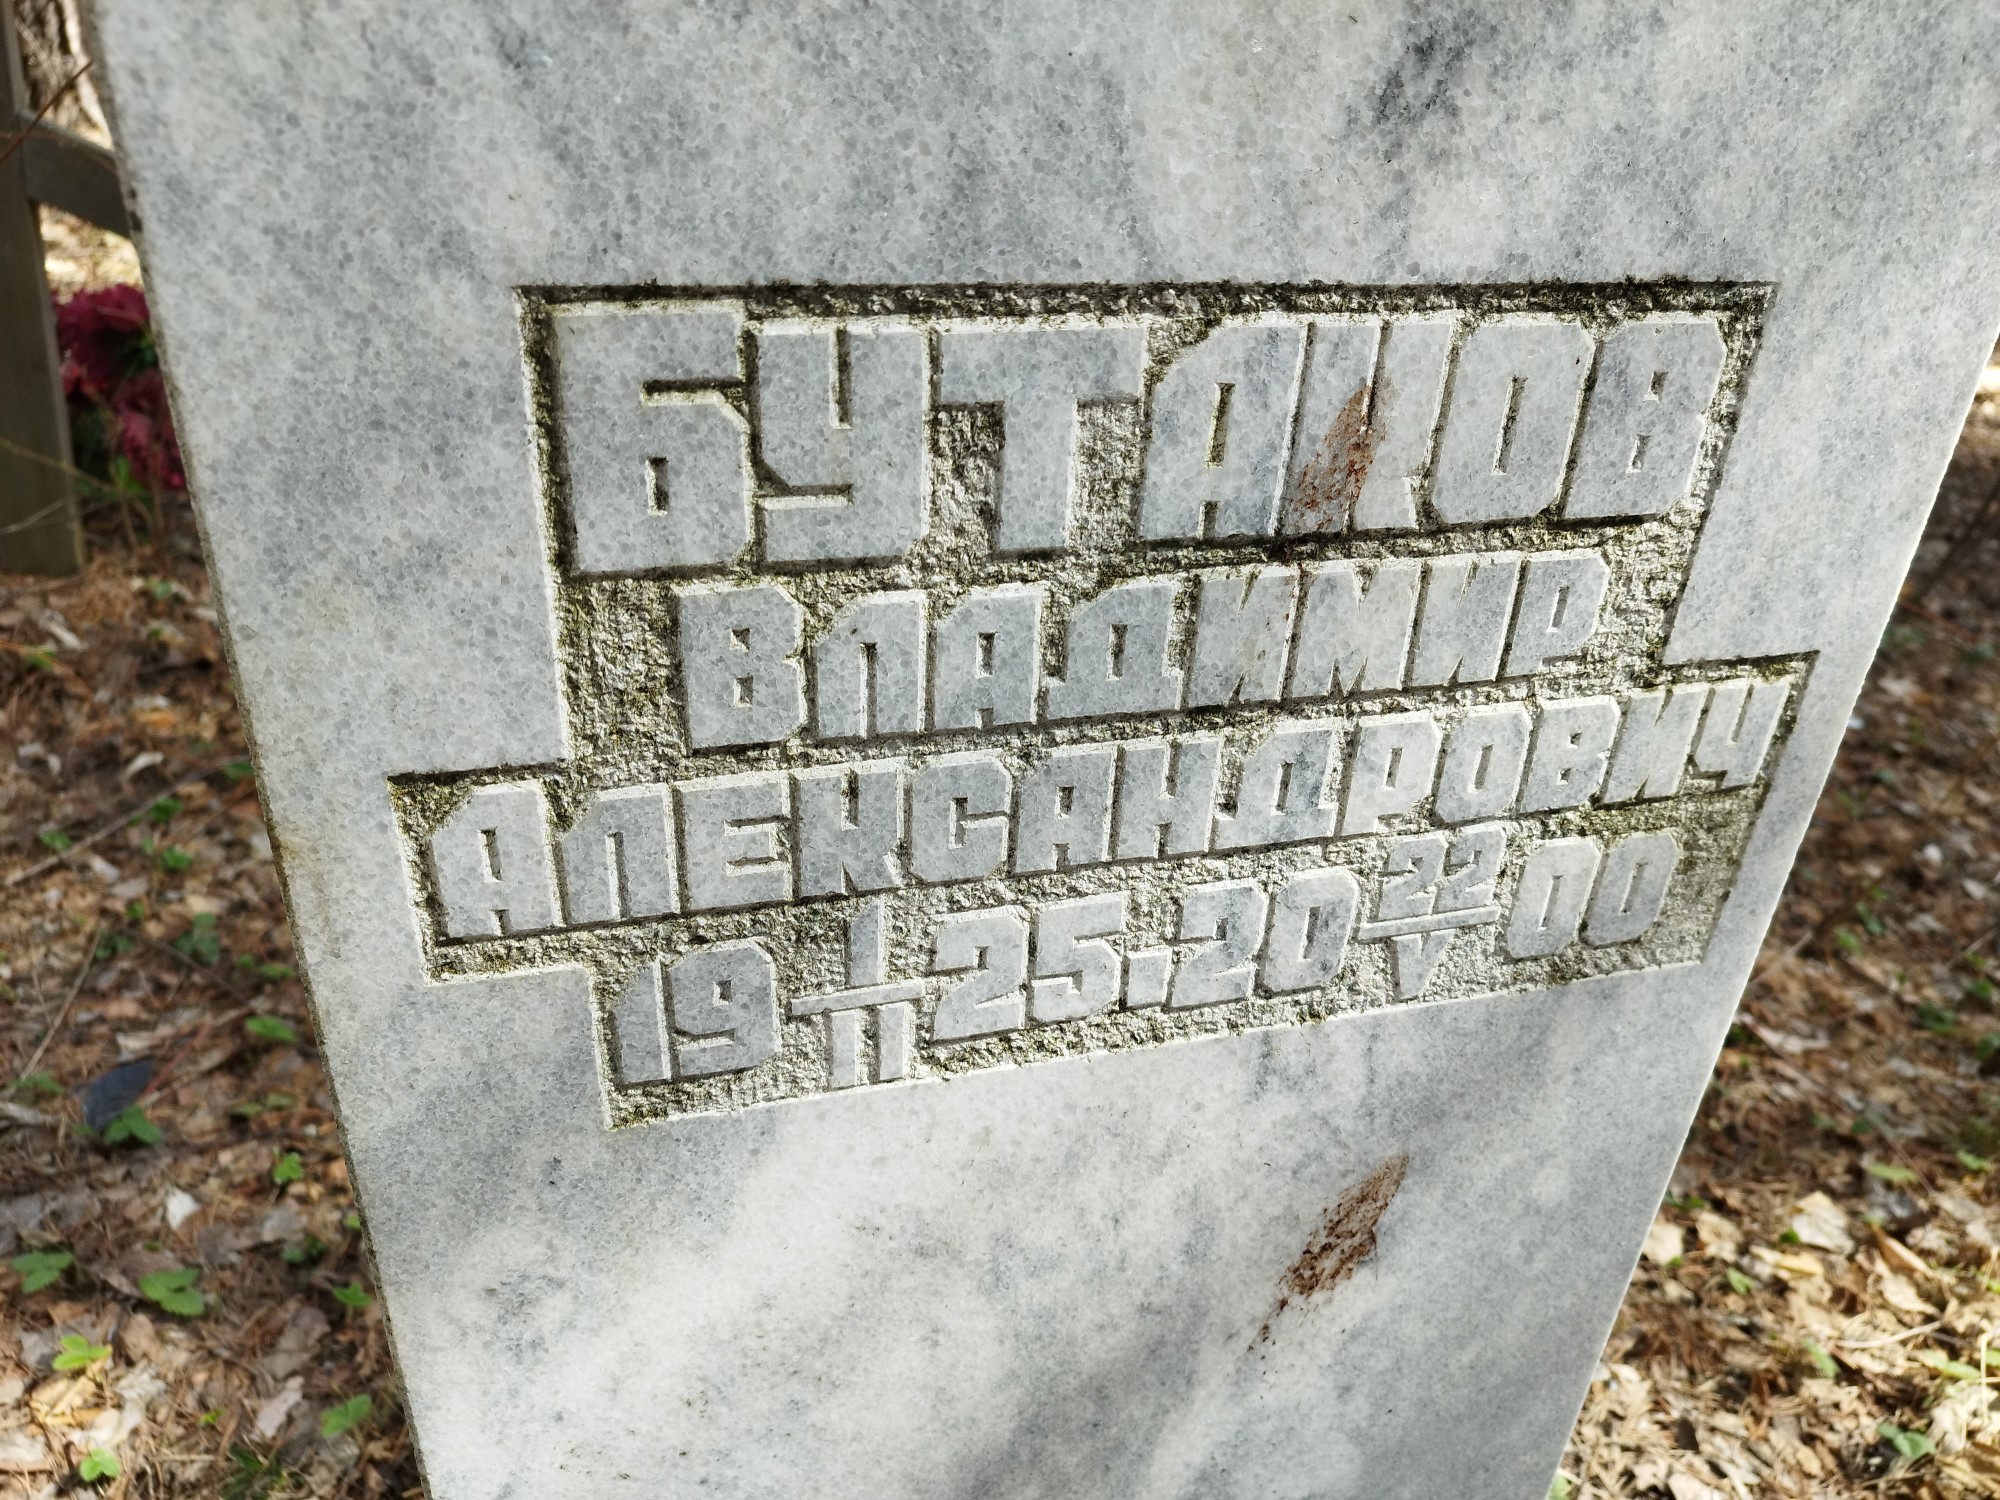 БУТАКОВ
ВЛАДИМИР
АЛЕКСАНДРОВИЧ
19 1/II 25-20 22/V 00